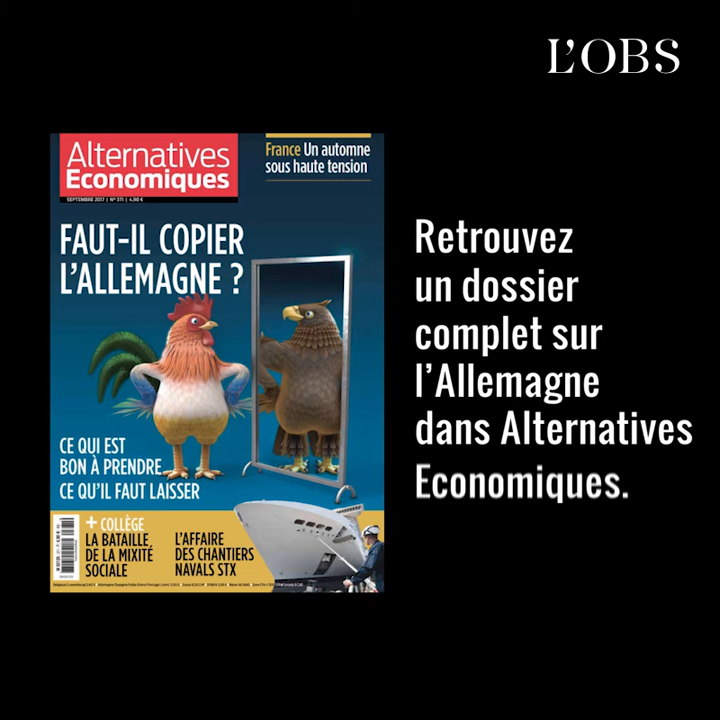 L'OBS
Alternatives
Economiques
SEPTEMBRE 2017 | N° 371 | 4,90 €
France Un automne
sous haute tension
FAUT-IL COPIER
L'ALLEMAGNE ?
CE QUI EST
BON À PRENDRE
CE QU'IL FAUT LAISSER
+ COLLÈGE
LA BATAILLE
DE LA MIXITÉ
SOCIALE
L'AFFAIRE
DES CHANTIERS
NAVALS STX
Retrouvez
un dossier
complet sur
l'Allemagne
dans Alternatives
Economiques.